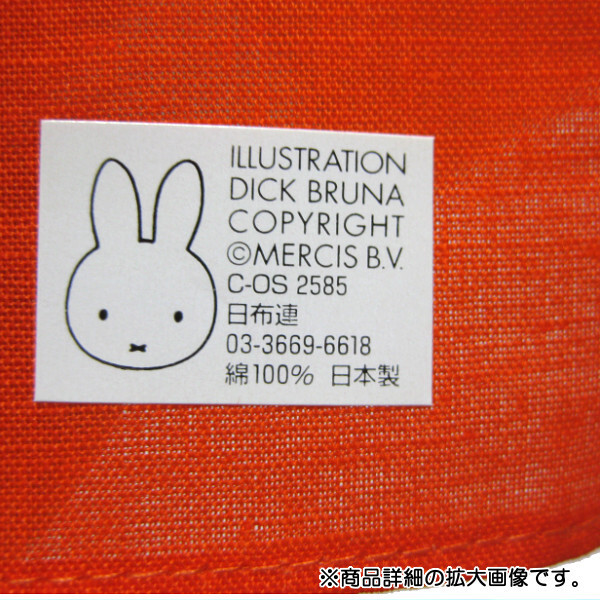 ILLUSTRATION
DICK BRUNA
COPYRIGHT
©MERCIS B.V.
C-OS 2585
日布連
03-3669-6618
綿100% 日本製
※商品詳細の拡大画像です。